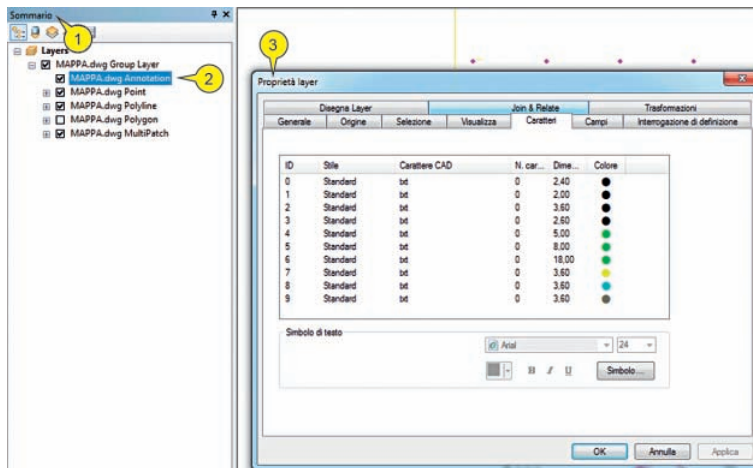 Sommario
1
Layers
MAPPA.dwg Group Layer
MAPPA.dwg Annotation
2
MAPPA.dwg Point
MAPPA.dwg Polyline
MAPPA.dwg Polygon
MAPPA.dwg MultiPatch
3
Proprietà layer
Disegna Layer Join & Relate Trasformazioni
Generale Origine Selezione Visualizza Caratteri Campi Interrogazione di definizione
ID Stile Carattere CAD N. car... Dime... Colore
0 Standard txt 0 2,40
1 Standard txt 0 2,00
2 Standard txt 0 3,60
3 Standard txt 0 2,60
4 Standard txt 0 5,00
5 Standard txt 0 8,00
6 Standard txt 0 18,00
7 Standard txt 0 3,60
8 Standard txt 0 3,60
9 Standard txt 0 3,60
Simbolo di testo
Arial 24
B I U Simbolo...
OK Annulla Applica